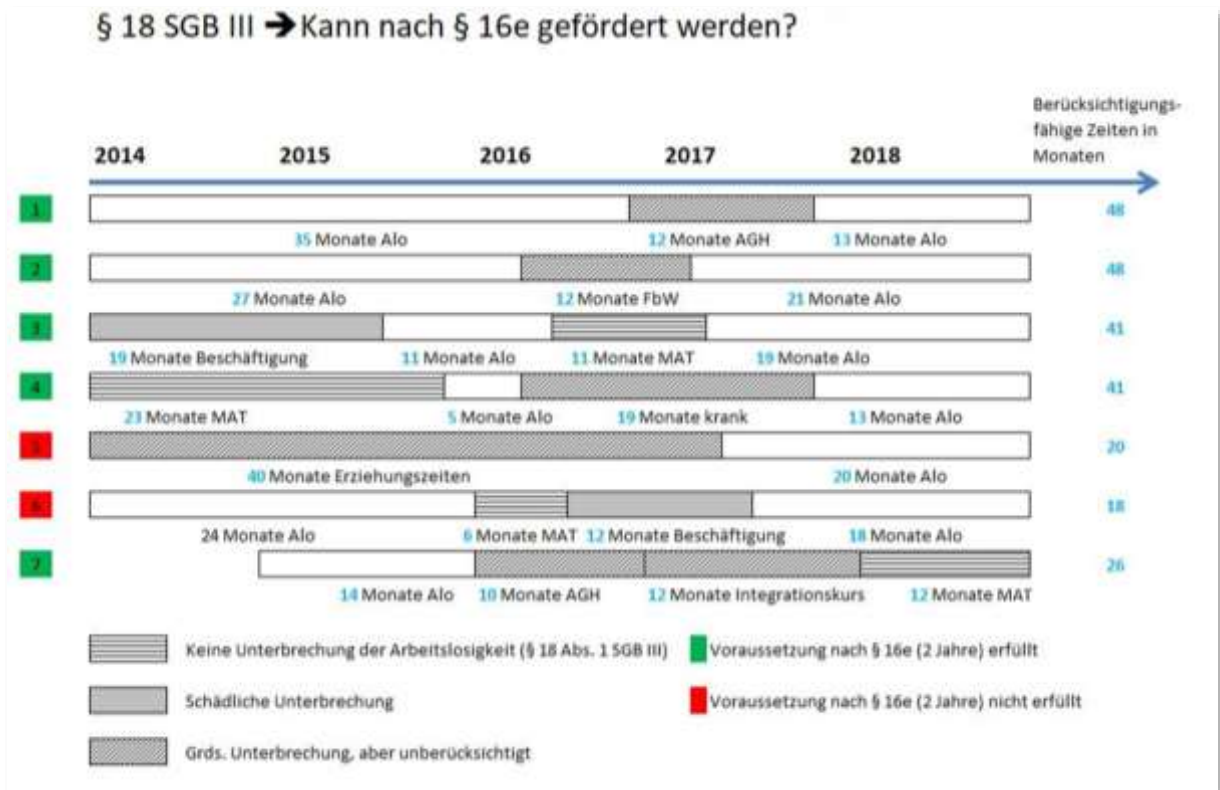 § 18 SGB III ➔ Kann nach § 16e gefördert werden?
Berücksichtigungs-
fähige Zeiten in
Monaten
2014 2015 2016 2017 2018
1 48
35 Monate Alo 12 Monate AGH 13 Monate Alo
2 48
27 Monate Alo 12 Monate FbW 21 Monate Alo
3 41
19 Monate Beschäftigung 11 Monate Alo 11 Monate MAT 19 Monate Alo
4 41
23 Monate MAT 5 Monate Alo 19 Monate krank 13 Monate Alo
5 20
40 Monate Erziehungszeiten 20 Monate Alo
6 18
24 Monate Alo 6 Monate MAT 12 Monate Beschäftigung 18 Monate Alo
7 26
14 Monate Alo 10 Monate AGH 12 Monate Integrationskurs 12 Monate MAT
Keine Unterbrechung der Arbeitslosigkeit (§ 18 Abs. 1 SGB III) Voraussetzung nach § 16e (2 Jahre) erfüllt
Schädliche Unterbrechung Voraussetzung nach § 16e (2 Jahre) nicht erfüllt
Grds. Unterbrechung, aber unberücksichtigt